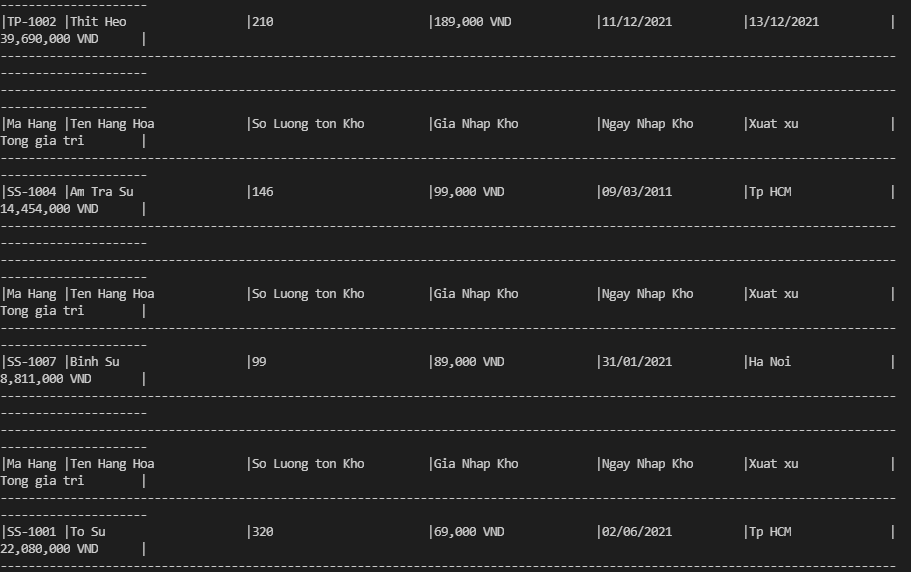 ---------------------
|TP-1002 |Thit Heo                 |210                      |189,000 VND            |11/12/2021          |13/12/2021          |
39,690,000 VND      |
--------------------------------------------------------------------------------------------------------------------------------
---------------------
--------------------------------------------------------------------------------------------------------------------------------
---------------------
|Ma Hang |Ten Hang Hoa             |So Luong ton Kho         |Gia Nhap Kho           |Ngay Nhap Kho       |Xuat xu             |
Tong gia tri        |
--------------------------------------------------------------------------------------------------------------------------------
---------------------
|SS-1004 |Am Tra Su                |146                      |99,000 VND             |09/03/2011          |Tp HCM              |
14,454,000 VND      |
--------------------------------------------------------------------------------------------------------------------------------
---------------------
--------------------------------------------------------------------------------------------------------------------------------
---------------------
|Ma Hang |Ten Hang Hoa             |So Luong ton Kho         |Gia Nhap Kho           |Ngay Nhap Kho       |Xuat xu             |
Tong gia tri        |
--------------------------------------------------------------------------------------------------------------------------------
---------------------
|SS-1007 |Binh Su                  |99                       |89,000 VND             |31/01/2021          |Ha Noi              |
8,811,000 VND       |
--------------------------------------------------------------------------------------------------------------------------------
---------------------
--------------------------------------------------------------------------------------------------------------------------------
---------------------
|Ma Hang |Ten Hang Hoa             |So Luong ton Kho         |Gia Nhap Kho           |Ngay Nhap Kho       |Xuat xu             |
Tong gia tri        |
--------------------------------------------------------------------------------------------------------------------------------
---------------------
|SS-1001 |To Su                    |320                      |69,000 VND             |02/06/2021          |Tp HCM              |
22,080,000 VND      |
--------------------------------------------------------------------------------------------------------------------------------